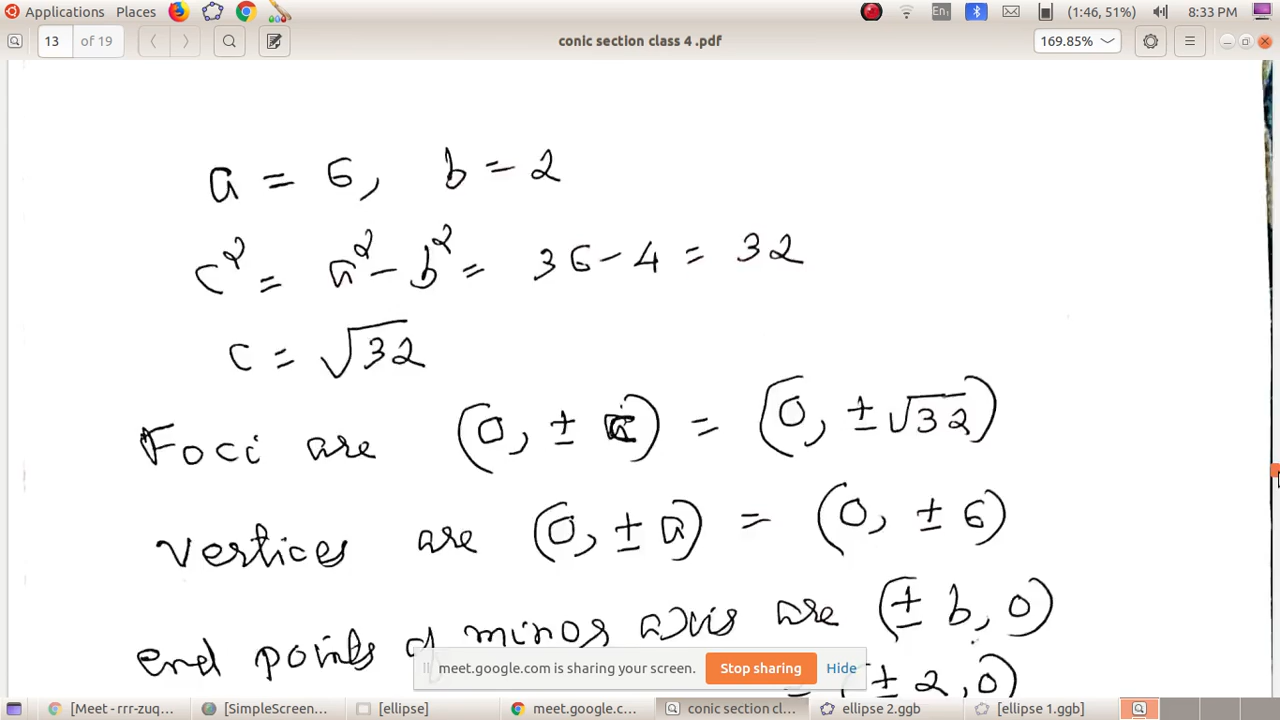 Applications Places En1 (1:46, 51%) 8:33 PM
13 of 19 conic section class 4 .pdf 169.85%
a = 6, b = 2
c² = a² - b² = 36 - 4 = 32
c = √32
Foci are (0, ± c) = (0, ± √32)
vertices are (0, ± a) = (0, ± 6)
end points of minor axis are (± b, 0)
= (± 2, 0)
meet.google.com is sharing your screen. Stop sharing Hide
[Meet - rrr-zuq... [SimpleScreen... [ellipse] meet.google.c... conic section cl... ellipse 2.ggb [ellipse 1.ggb]